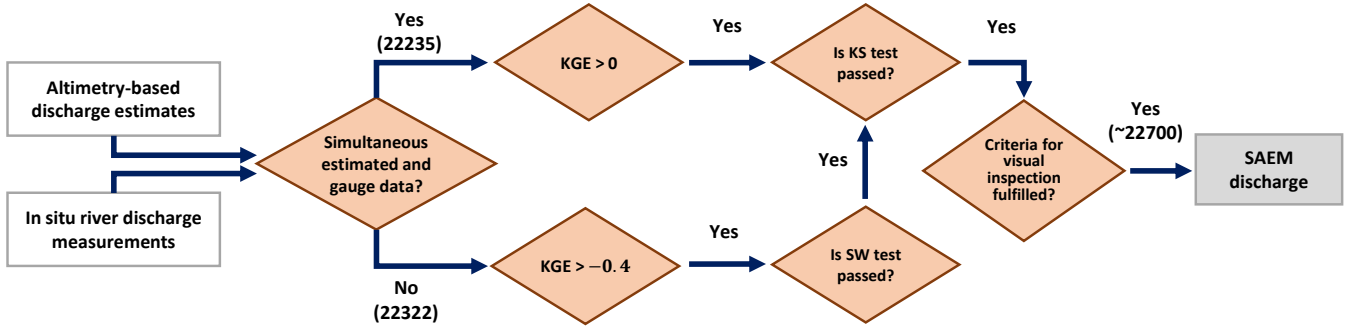 Altimetry-based
discharge estimates
In situ river discharge
measurements
Simultaneous
estimated and
gauge data?
Yes
(22235)
KGE > 0
Yes
Is KS test
passed?
Yes
No
(22322)
KGE > −0.4
Yes
Is SW test
passed?
Yes
Criteria for
visual
inspection
fulfilled?
Yes
(~22700)
SAEM
discharge